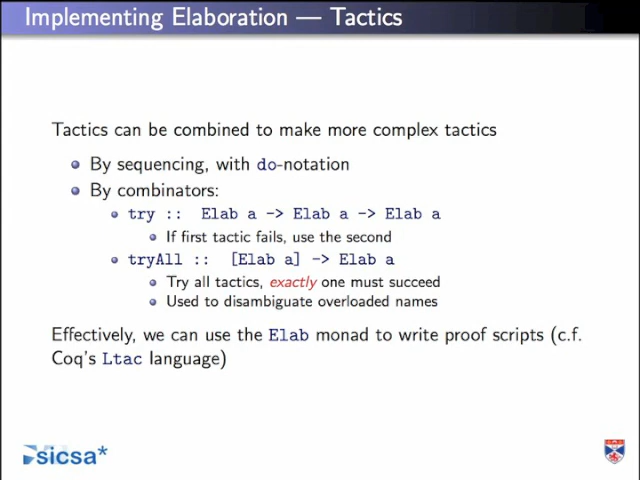 Implementing Elaboration — Tactics
Tactics can be combined to make more complex tactics
By sequencing, with do-notation
By combinators:
try :: Elab a -> Elab a -> Elab a
If first tactic fails, use the second
tryAll :: [Elab a] -> Elab a
Try all tactics, exactly one must succeed
Used to disambiguate overloaded names
Effectively, we can use the Elab monad to write proof scripts (c.f.
Coq's Ltac language)
sicsa*